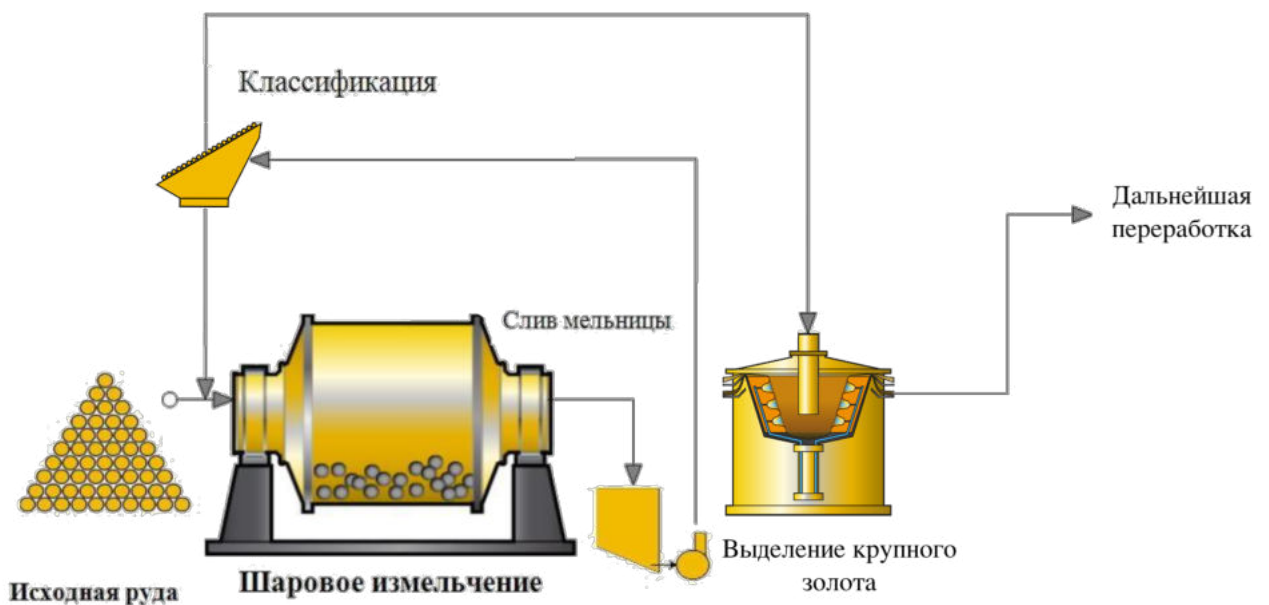 Классификация
Дальнейшая
переработка
Слив мельницы
Выделение крупного
золота
Шаровое измельчение
Исходная руда